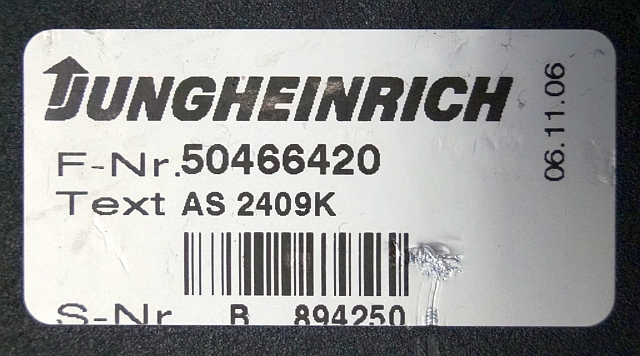 JUNGHEINRICH
06.11.06
F-Nr.50466420
Text AS 2409K
S-Nr B 894250